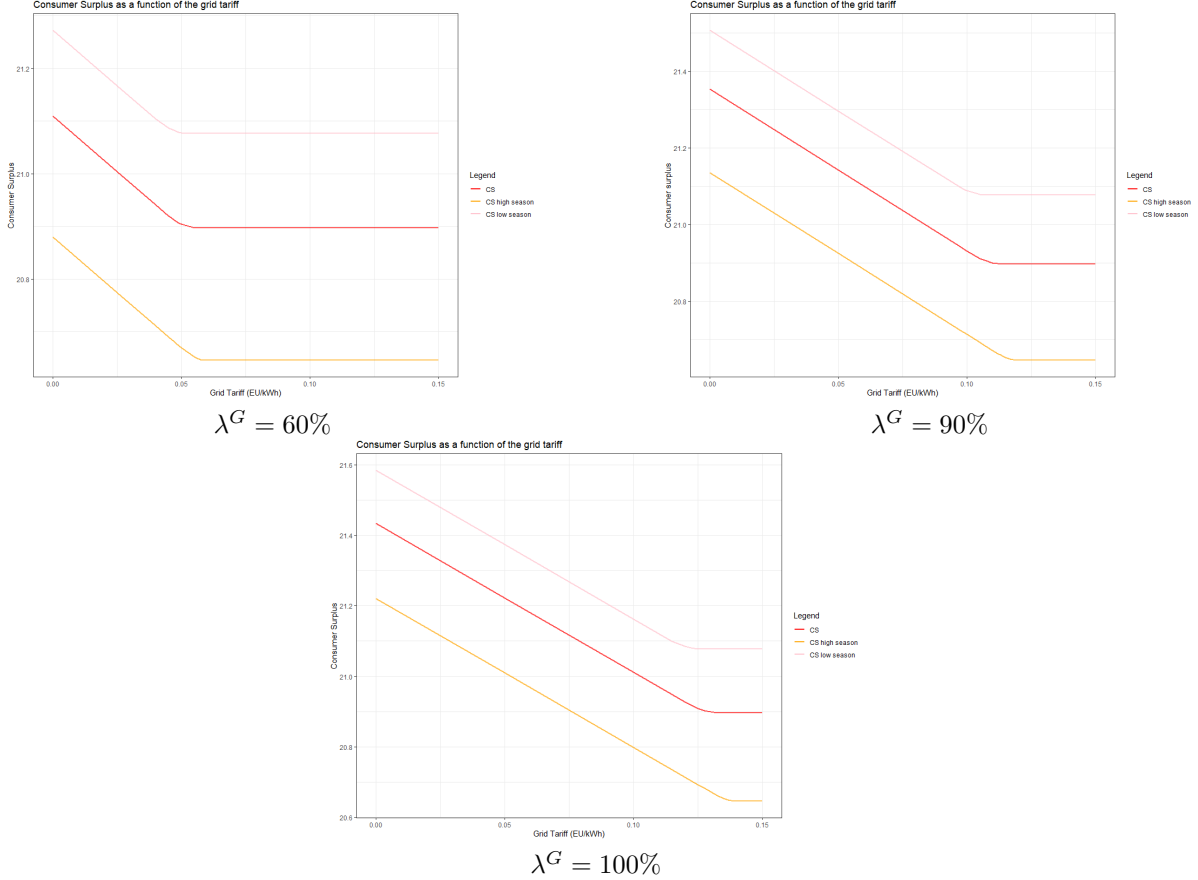 Consumer Surplus as a function of the grid tariff
Consumer Surplus
21.2
21.0
20.8
0.00 0.05 0.10 0.15
Grid Tariff (EU/kWh)
Legend
CS
CS high season
CS low season
λ^G = 60%
Consumer Surplus as a function of the grid tariff
Consumer surplus
21.4
21.2
21.0
20.8
0.00 0.05 0.10 0.15
Grid Tariff (EU/kWh)
Legend
CS
CS high season
CS low season
λ^G = 90%
Consumer Surplus as a function of the grid tariff
Consumer Surplus
21.6
21.4
21.2
21.0
20.8
20.6
0.00 0.05 0.10 0.15
Grid Tariff (EU/kWh)
Legend
CS
CS high season
CS low season
λ^G = 100%